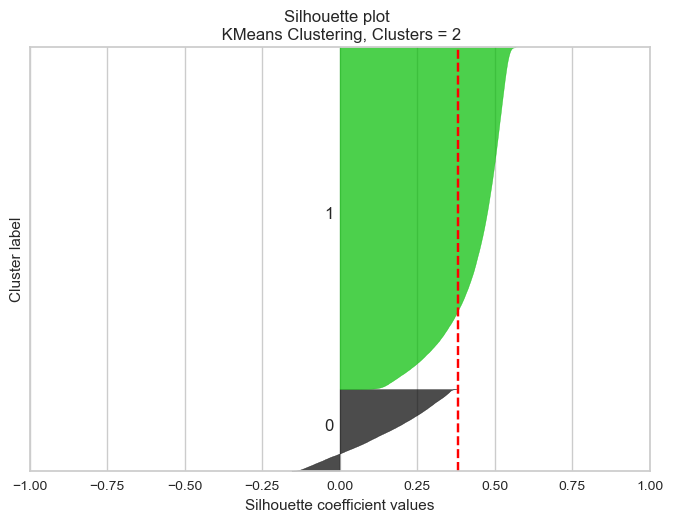 Silhouette plot
KMeans Clustering, Clusters = 2
Cluster label
1
0
−1.00 −0.75 −0.50 −0.25 0.00 0.25 0.50 0.75 1.00
Silhouette coefficient values